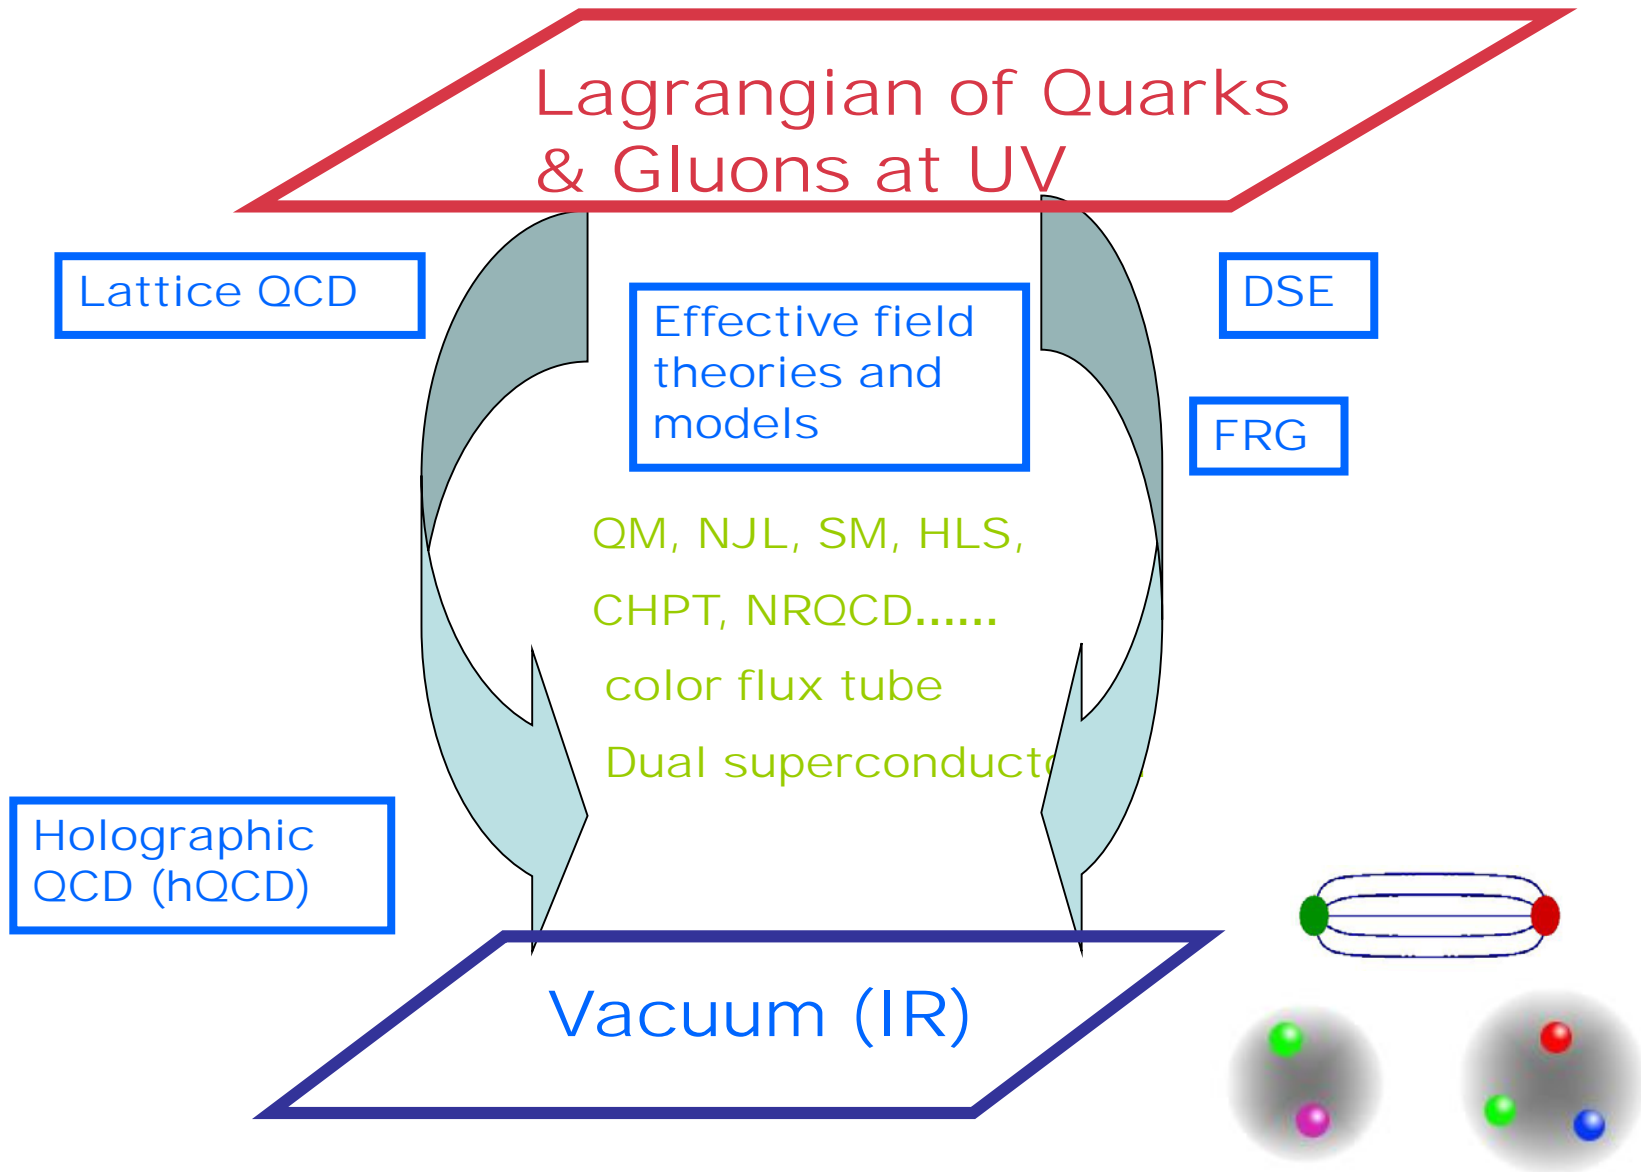 Lagrangian of Quarks
& Gluons at UV
Lattice QCD
DSE
Effective field
theories and
models
FRG
QM, NJL, SM, HLS,
CHPT, NRQCD......
color flux tube
Dual
Holographic
QCD (hQCD)
Vacuum (IR)